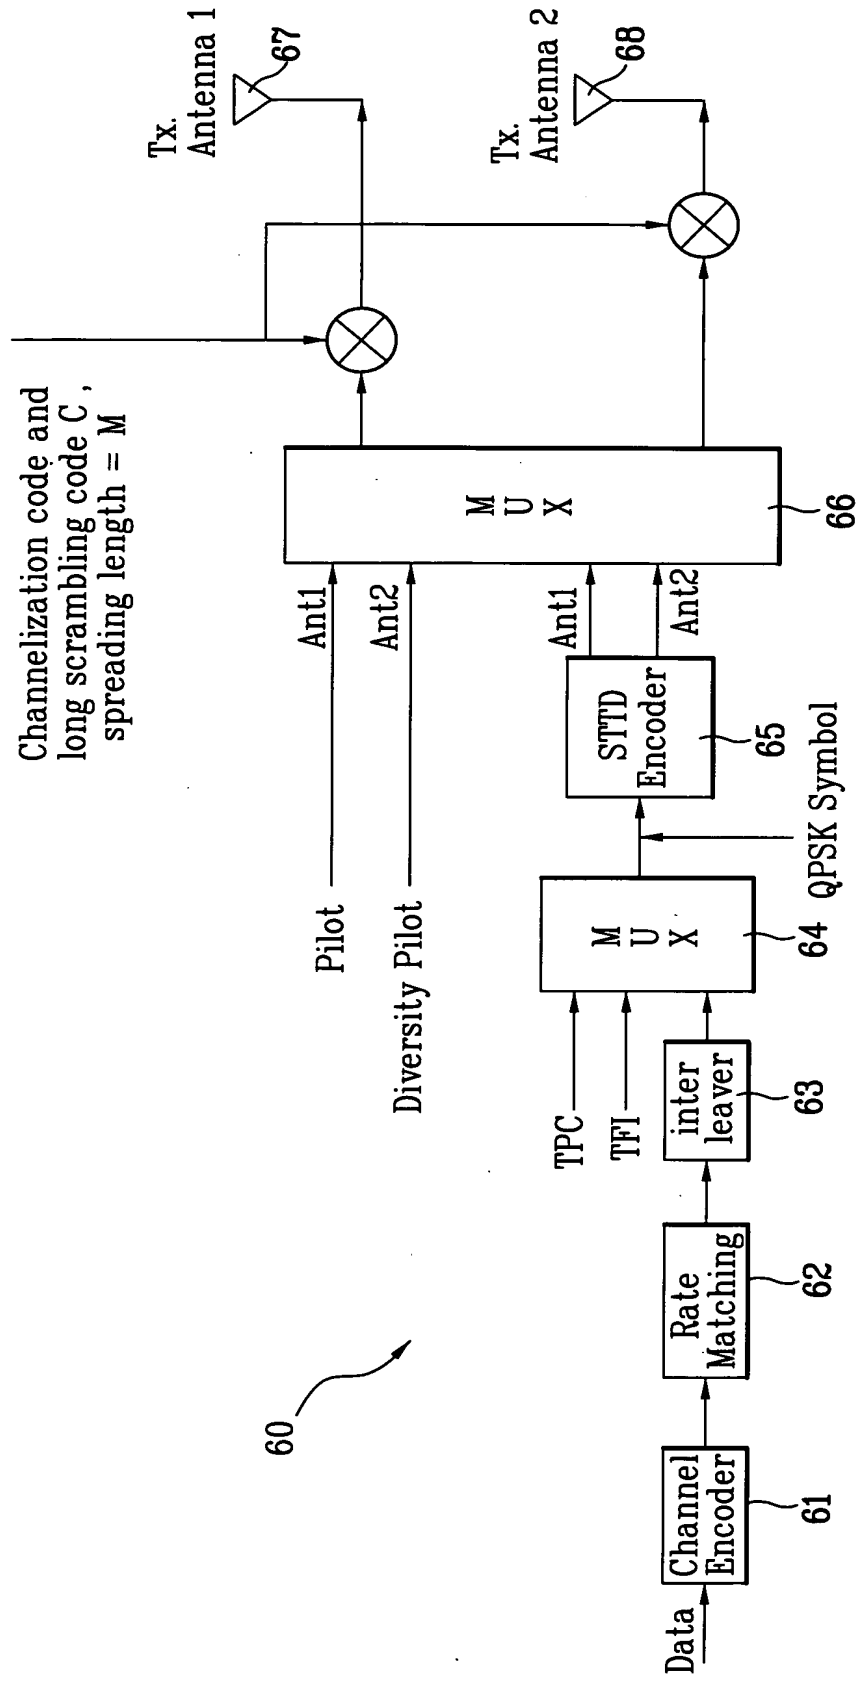 Channelization code and
long scrambling code C ,
spreading length = M
Tx.
Antenna 1
67
Tx.
Antenna 2
68
Pilot
Ant1
Diversity Pilot
Ant2
MUX
66
Ant1
Ant2
STTD
Encoder
65
QPSK Symbol
TPC
TFI
MUX
64
inter
leaver
63
Rate
Matching
62
Channel
Encoder
61
Data
60